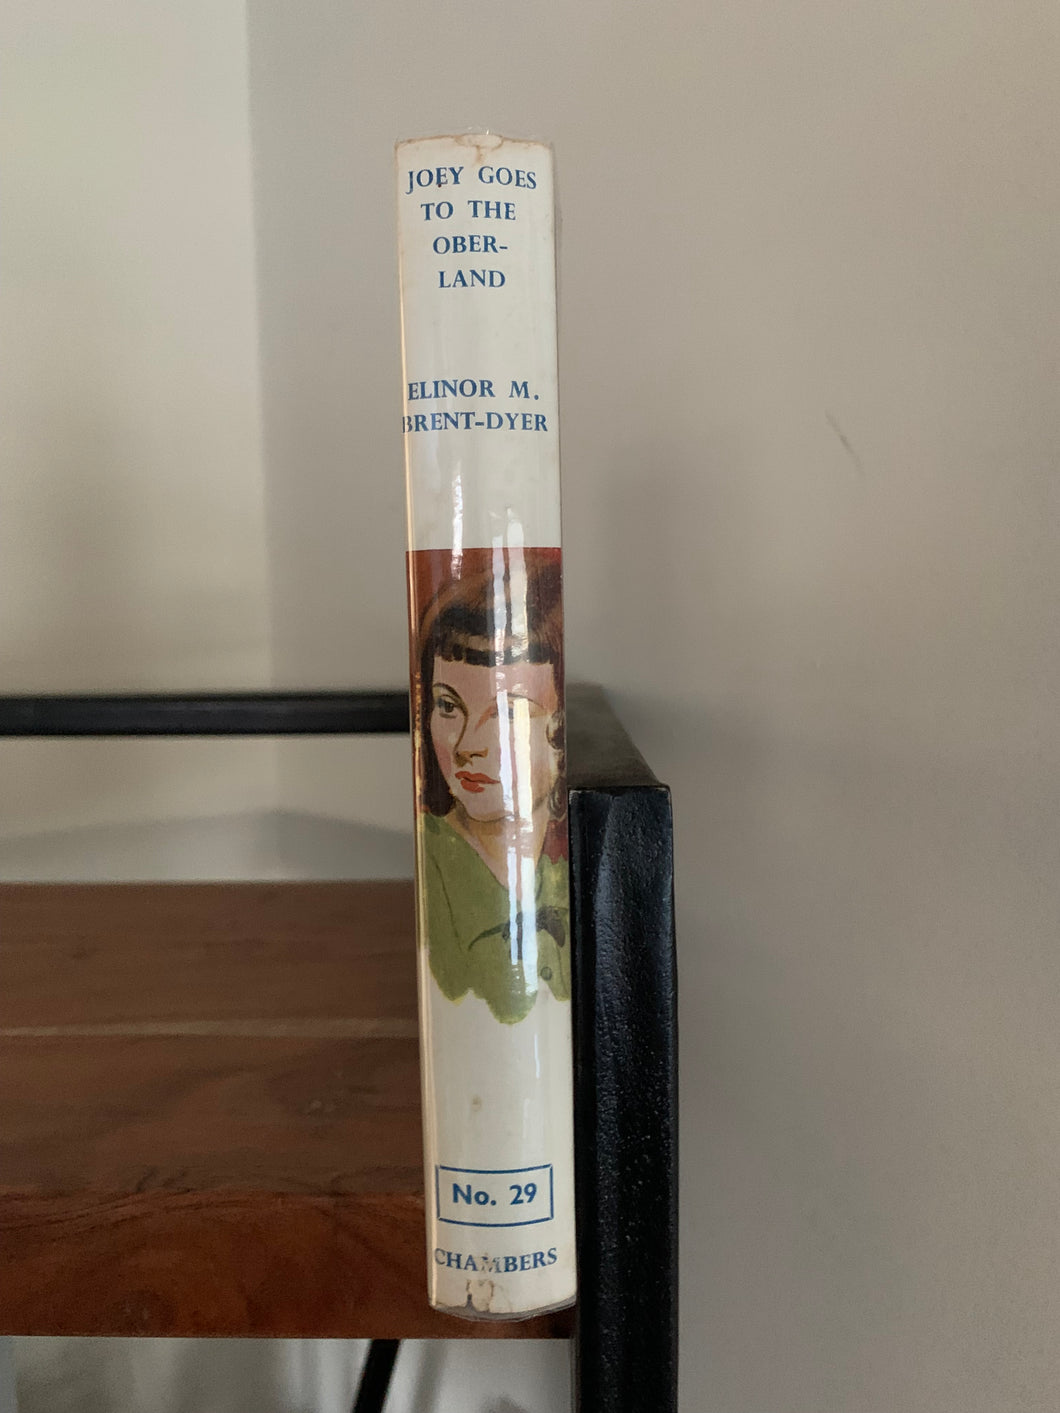 JOEY GOES
TO THE
OBER-
LAND
ELINOR M.
BRENT-DYER
No. 29
CHAMBERS